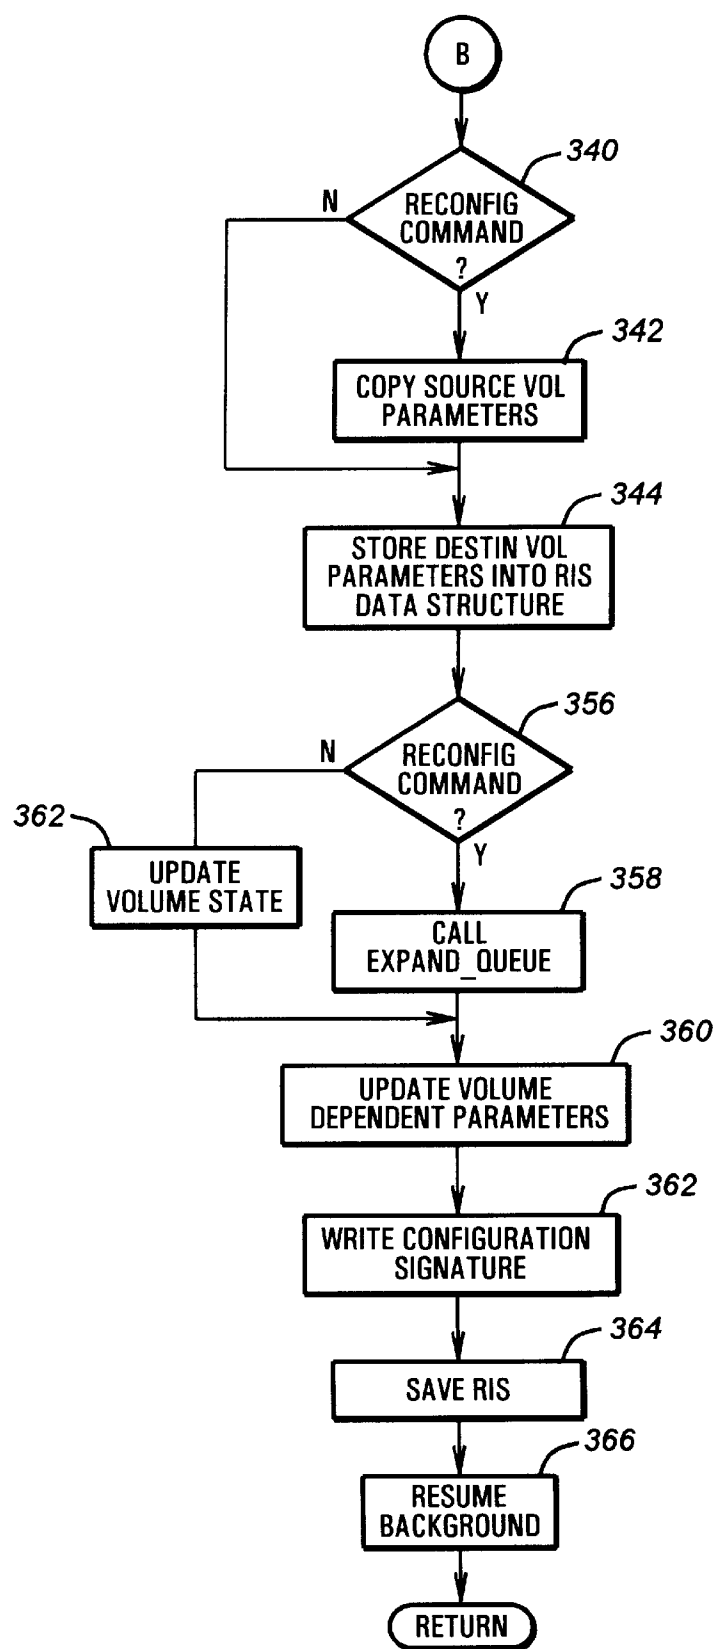 B
340
N
RECONFIG
COMMAND
?
Y
342
COPY SOURCE VOL
PARAMETERS
344
STORE DESTIN VOL
PARAMETERS INTO RIS
DATA STRUCTURE
356
N
RECONFIG
COMMAND
?
Y
362
UPDATE
VOLUME STATE
358
CALL
EXPAND_QUEUE
360
UPDATE VOLUME
DEPENDENT PARAMETERS
362
WRITE CONFIGURATION
SIGNATURE
364
SAVE RIS
366
RESUME
BACKGROUND
RETURN